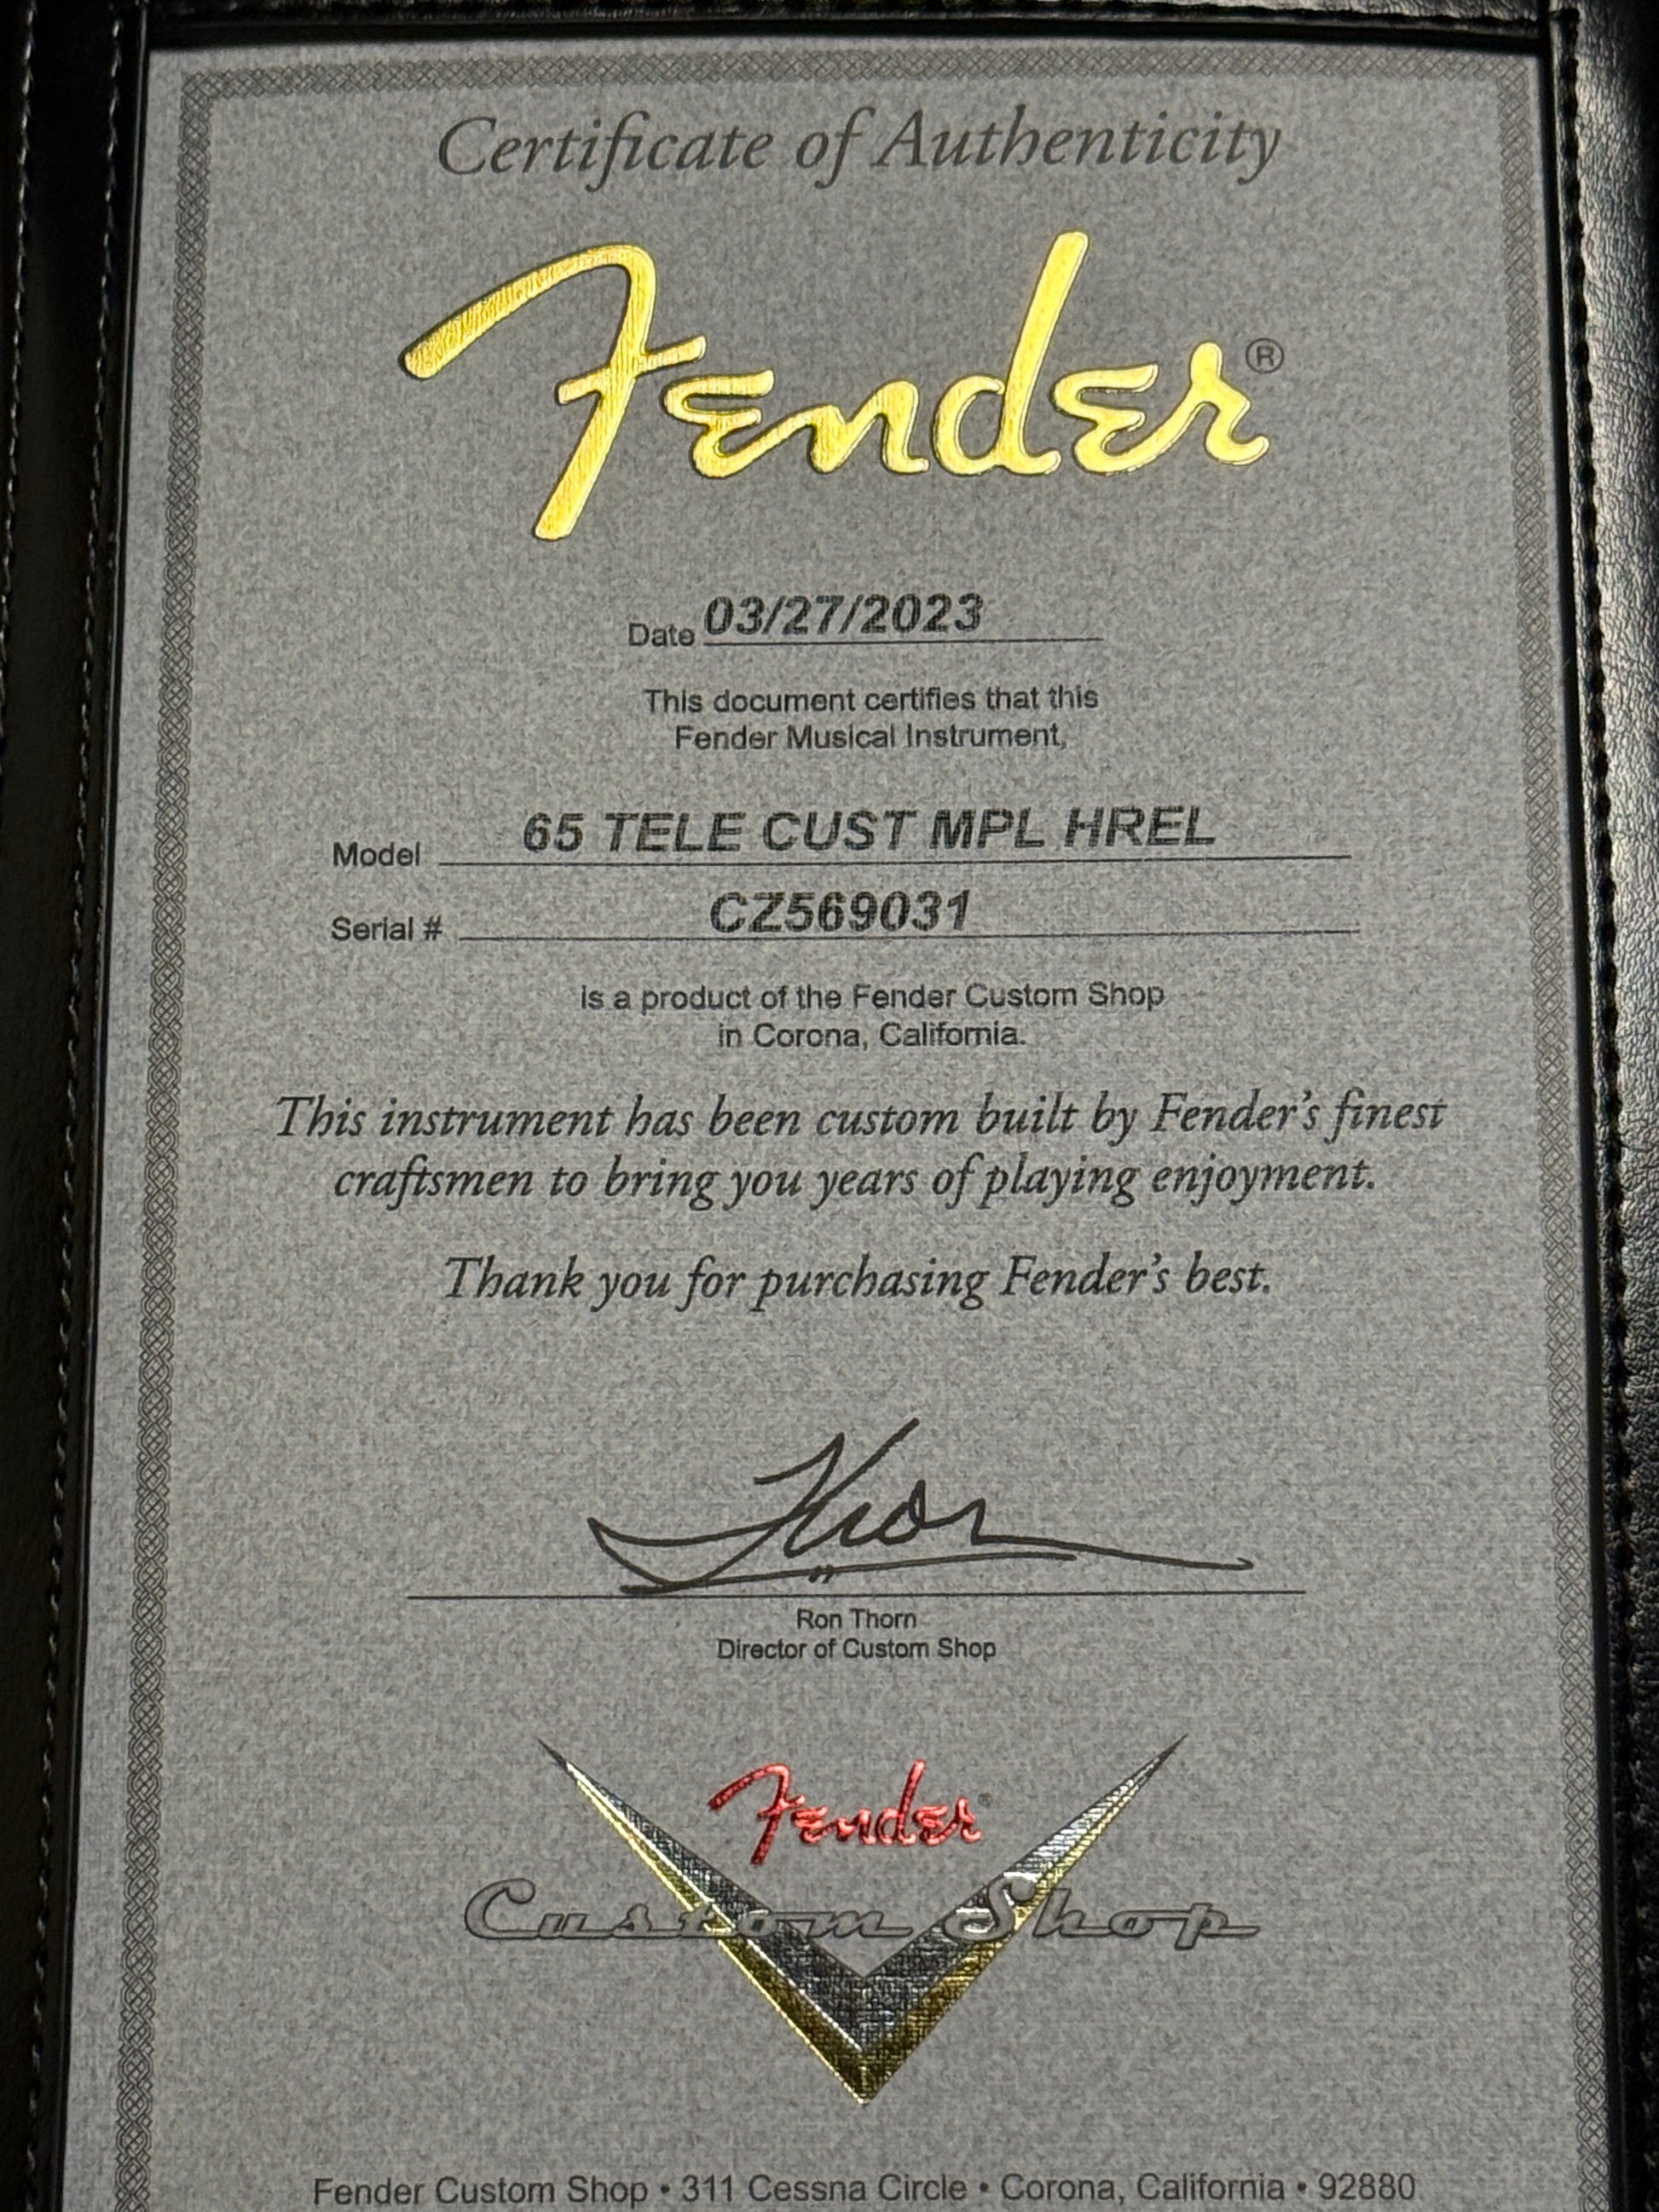 Certificate of Authenticity
Fender®
Date 03/27/2023
This document certifies that this
Fender Musical Instrument,
Model 65 TELE CUST MPL HREL
Serial # CZ569031
is a product of the Fender Custom Shop
in Corona, California.
This instrument has been custom built by Fender's finest
craftsmen to bring you years of playing enjoyment.
Thank you for purchasing Fender's best.
Thorn
Ron Thorn
Director of Custom Shop
Fender®
Custom Shop
Fender Custom Shop • 311 Cessna Circle • Corona, California • 92880